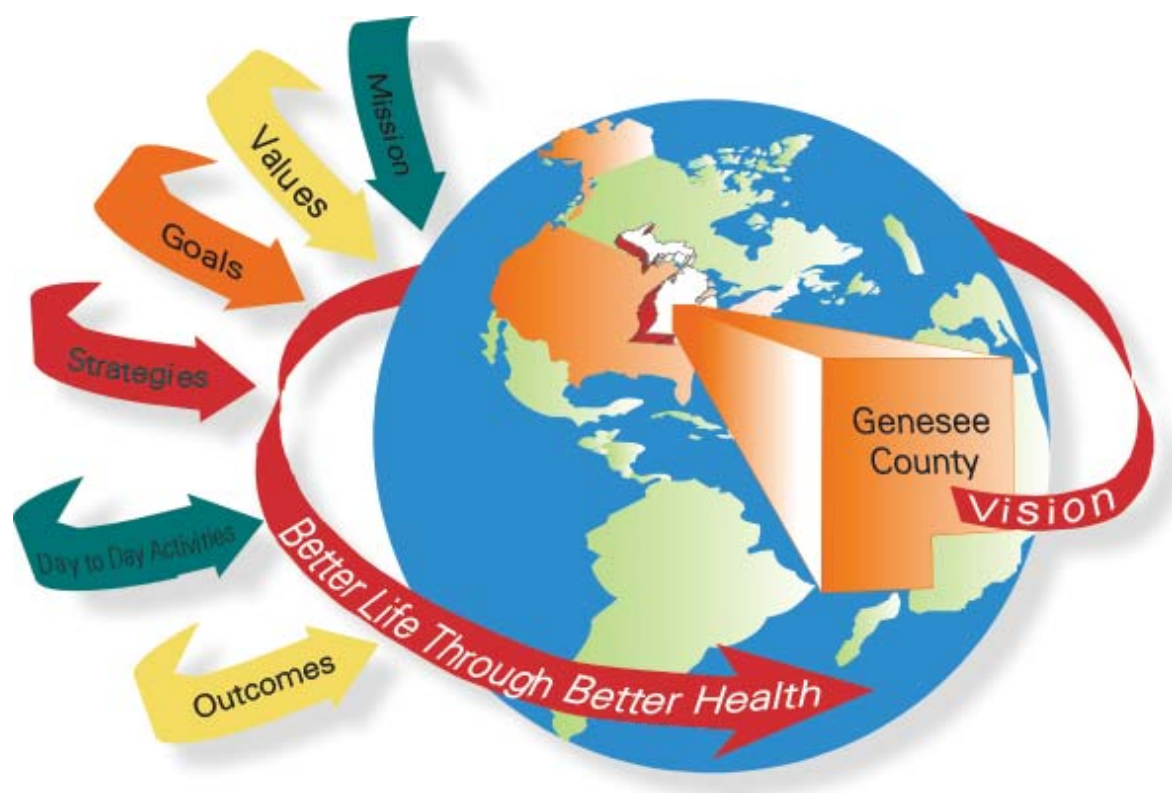 Mission
Values
Goals
Strategies
Day to Day Activities
Outcomes
Genesee
County
Vision
Better Life Through Better Health